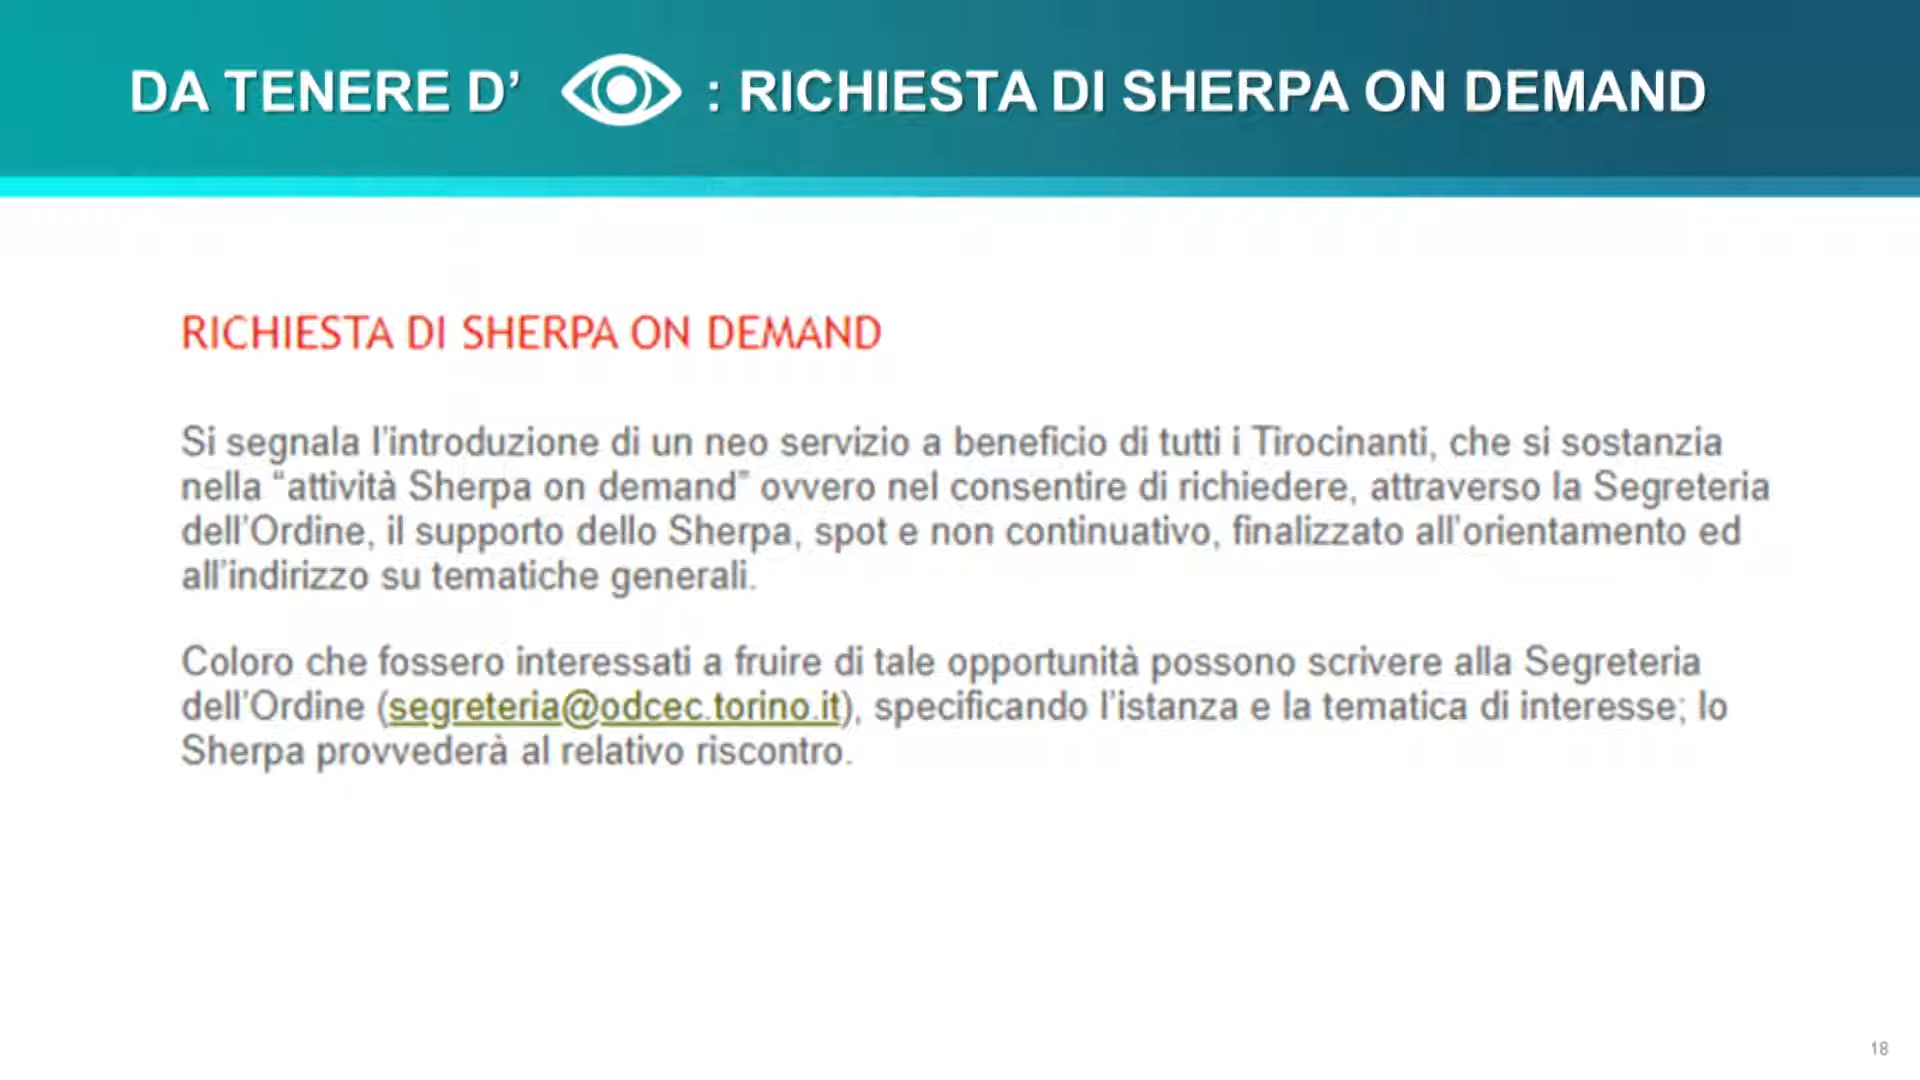 DA TENERE D’ : RICHIESTA DI SHERPA ON DEMAND
RICHIESTA DI SHERPA ON DEMAND
Si segnala l’introduzione di un neo servizio a beneficio di tutti i Tirocinanti, che si sostanzia
nella “attività Sherpa on demand” ovvero nel consentire di richiedere, attraverso la Segreteria
dell’Ordine, il supporto dello Sherpa, spot e non continuativo, finalizzato all’orientamento ed
all’indirizzo su tematiche generali.
Coloro che fossero interessati a fruire di tale opportunità possono scrivere alla Segreteria
dell’Ordine (segreteria@odcec.torino.it), specificando l’istanza e la tematica di interesse; lo
Sherpa provvederà al relativo riscontro.
18